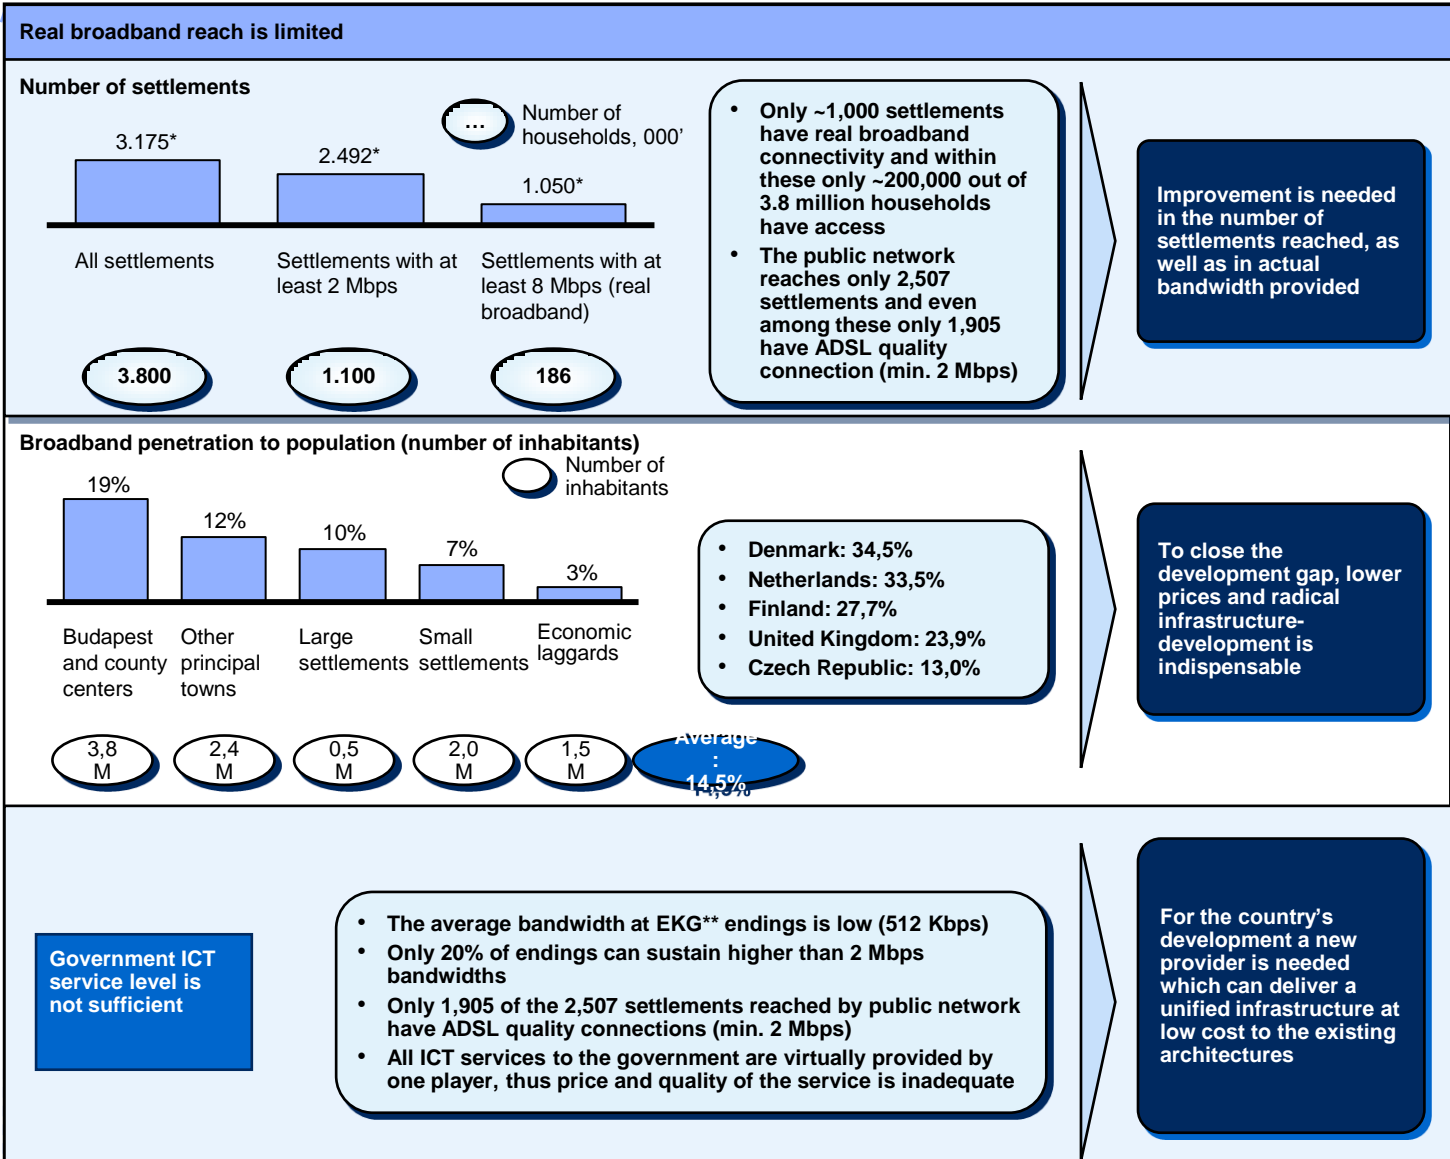 Real broadband reach is limited
Number of settlements
...
Number of
households, 000’
3.175*
2.492*
1.050*
All settlements
Settlements with at
least 2 Mbps
Settlements with at
least 8 Mbps (real
broadband)
3.800
1.100
186
• Only ~1,000 settlements
have real broadband
connectivity and within
these only ~200,000 out of
3.8 million households
have access
• The public network
reaches only 2,507
settlements and even
among these only 1,905
have ADSL quality
connection (min. 2 Mbps)
Improvement is needed
in the number of
settlements reached, as
well as in actual
bandwidth provided
Broadband penetration to population (number of inhabitants)
Number of
inhabitants
19%
12%
10%
7%
3%
Budapest
and county
centers
Other
principal
towns
Large
settlements
Small
settlements
Economic
laggards
3,8
M
2,4
M
0,5
M
2,0
M
1,5
M
Average
:
14,5%
• Denmark: 34,5%
• Netherlands: 33,5%
• Finland: 27,7%
• United Kingdom: 23,9%
• Czech Republic: 13,0%
To close the
development gap, lower
prices and radical
infrastructure-
development is
indispensable
Government ICT
service level is
not sufficient
• The average bandwidth at EKG** endings is low (512 Kbps)
• Only 20% of endings can sustain higher than 2 Mbps
bandwidths
• Only 1,905 of the 2,507 settlements reached by public network
have ADSL quality connections (min. 2 Mbps)
• All ICT services to the government are virtually provided by
one player, thus price and quality of the service is inadequate
For the country’s
development a new
provider is needed
which can deliver a
unified infrastructure at
low cost to the existing
architectures